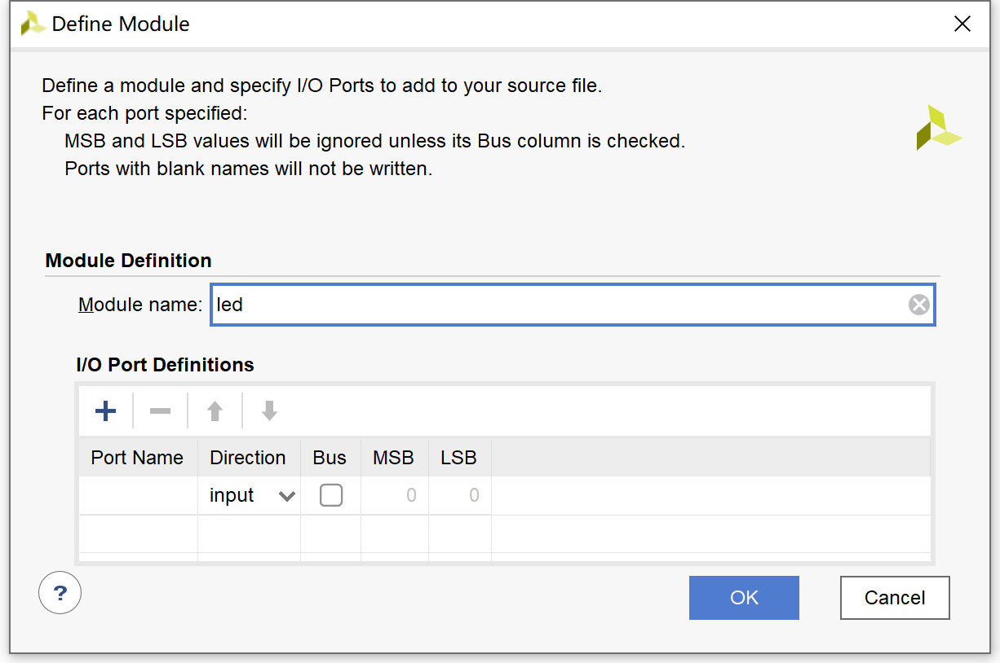 Define Module
Define a module and specify I/O Ports to add to your source file.
For each port specified:
MSB and LSB values will be ignored unless its Bus column is checked.
Ports with blank names will not be written.
Module Definition
Module name: led
I/O Port Definitions
Port Name Direction Bus MSB LSB
input 0 0
?
OK Cancel